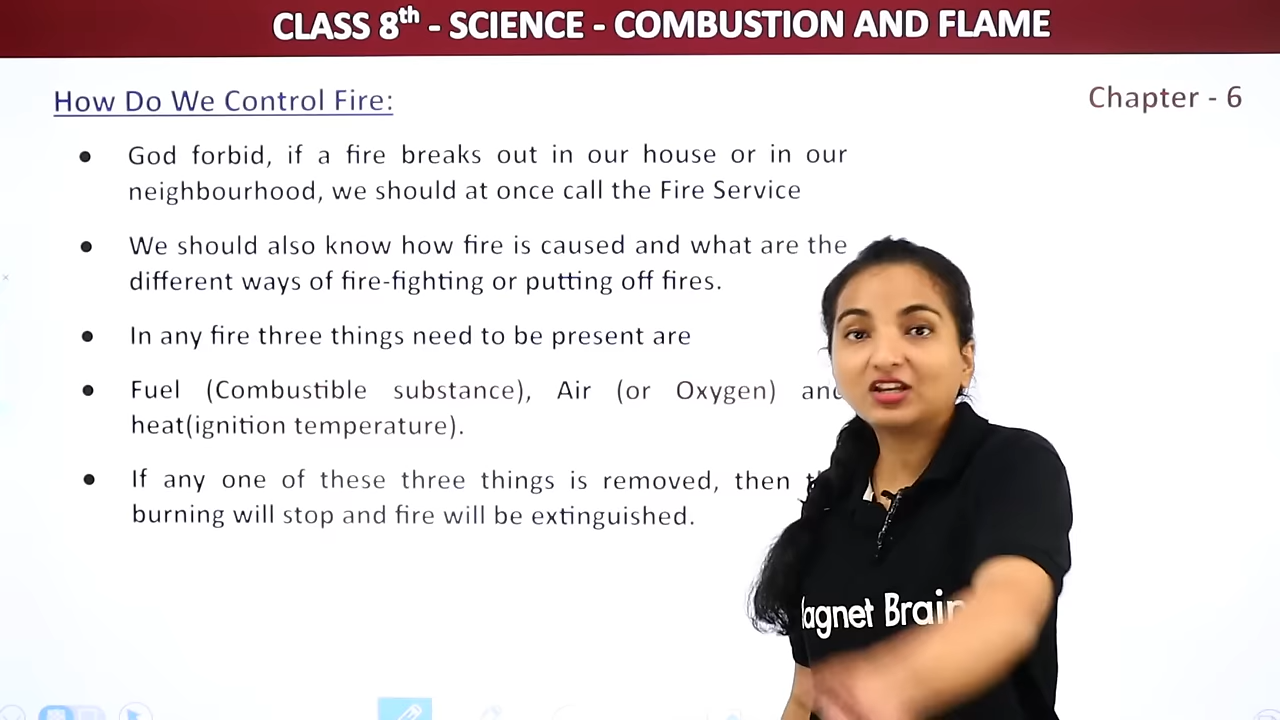 CLASS 8th - SCIENCE - COMBUSTION AND FLAME
How Do We Control Fire:
Chapter - 6
● God forbid, if a fire breaks out in our house or in our
neighbourhood, we should at once call the Fire Service
● We should also know how fire is caused and what are the
different ways of fire-fighting or putting off fires.
● In any fire three things need to be present are
● Fuel (Combustible substance), Air (or Oxygen) and
heat(ignition temperature).
● If any one of these three things is removed, then
burning will stop and fire will be extinguished.